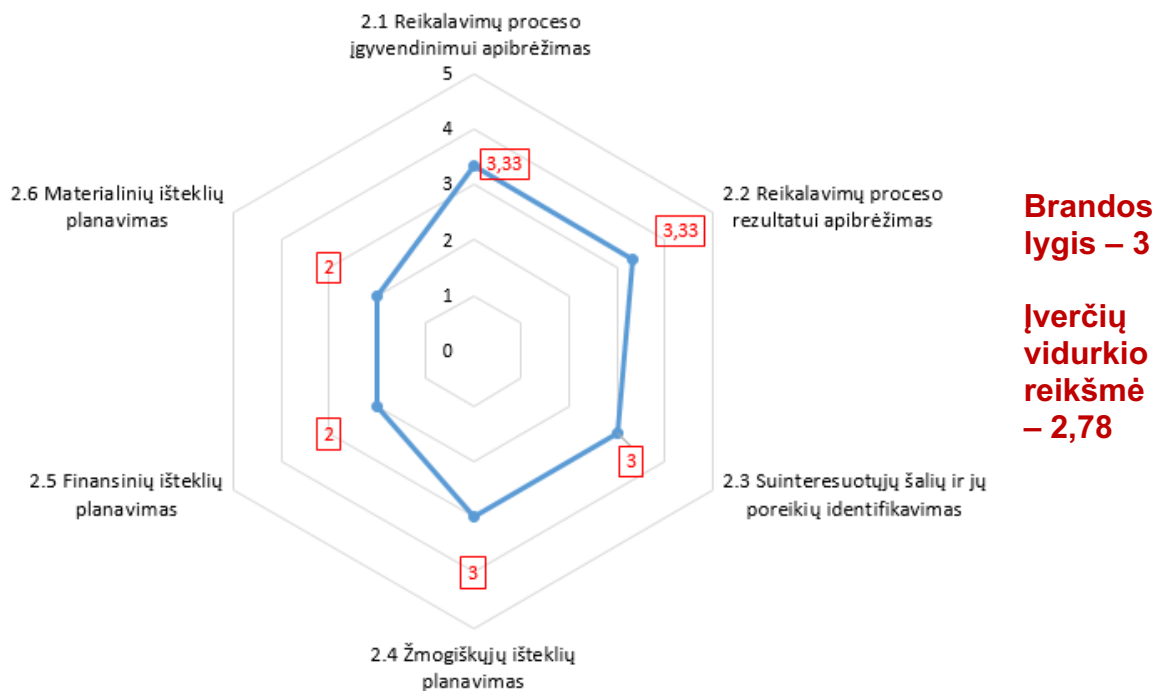 2.1 Reikalavimų proceso
įgyvendinimui apibrėžimas
5
4
3,33
3
2
1
0
2.2 Reikalavimų proceso
rezultatui apibrėžimas
3,33
2.3 Suinteresuotųjų šalių ir jų
poreikių identifikavimas
3
2.4 Žmogiškųjų išteklių
planavimas
3
2.5 Finansinių išteklių
planavimas
2
2.6 Materialinių išteklių
planavimas
2
Brandos
lygis – 3
Įverčių
vidurkio
reikšmė
– 2,78